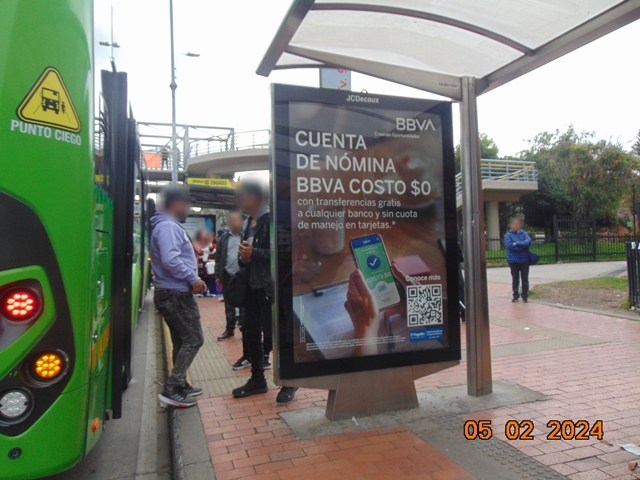 PUNTO CIEGO
JCDecaux
BBVA
Creando Oportunidades
CUENTA
DE NÓMINA
BBVA COSTO $0
con transferencias gratis
a cualquier banco y sin cuota
de manejo en tarjetas.*
Conoce más
05 02 2024